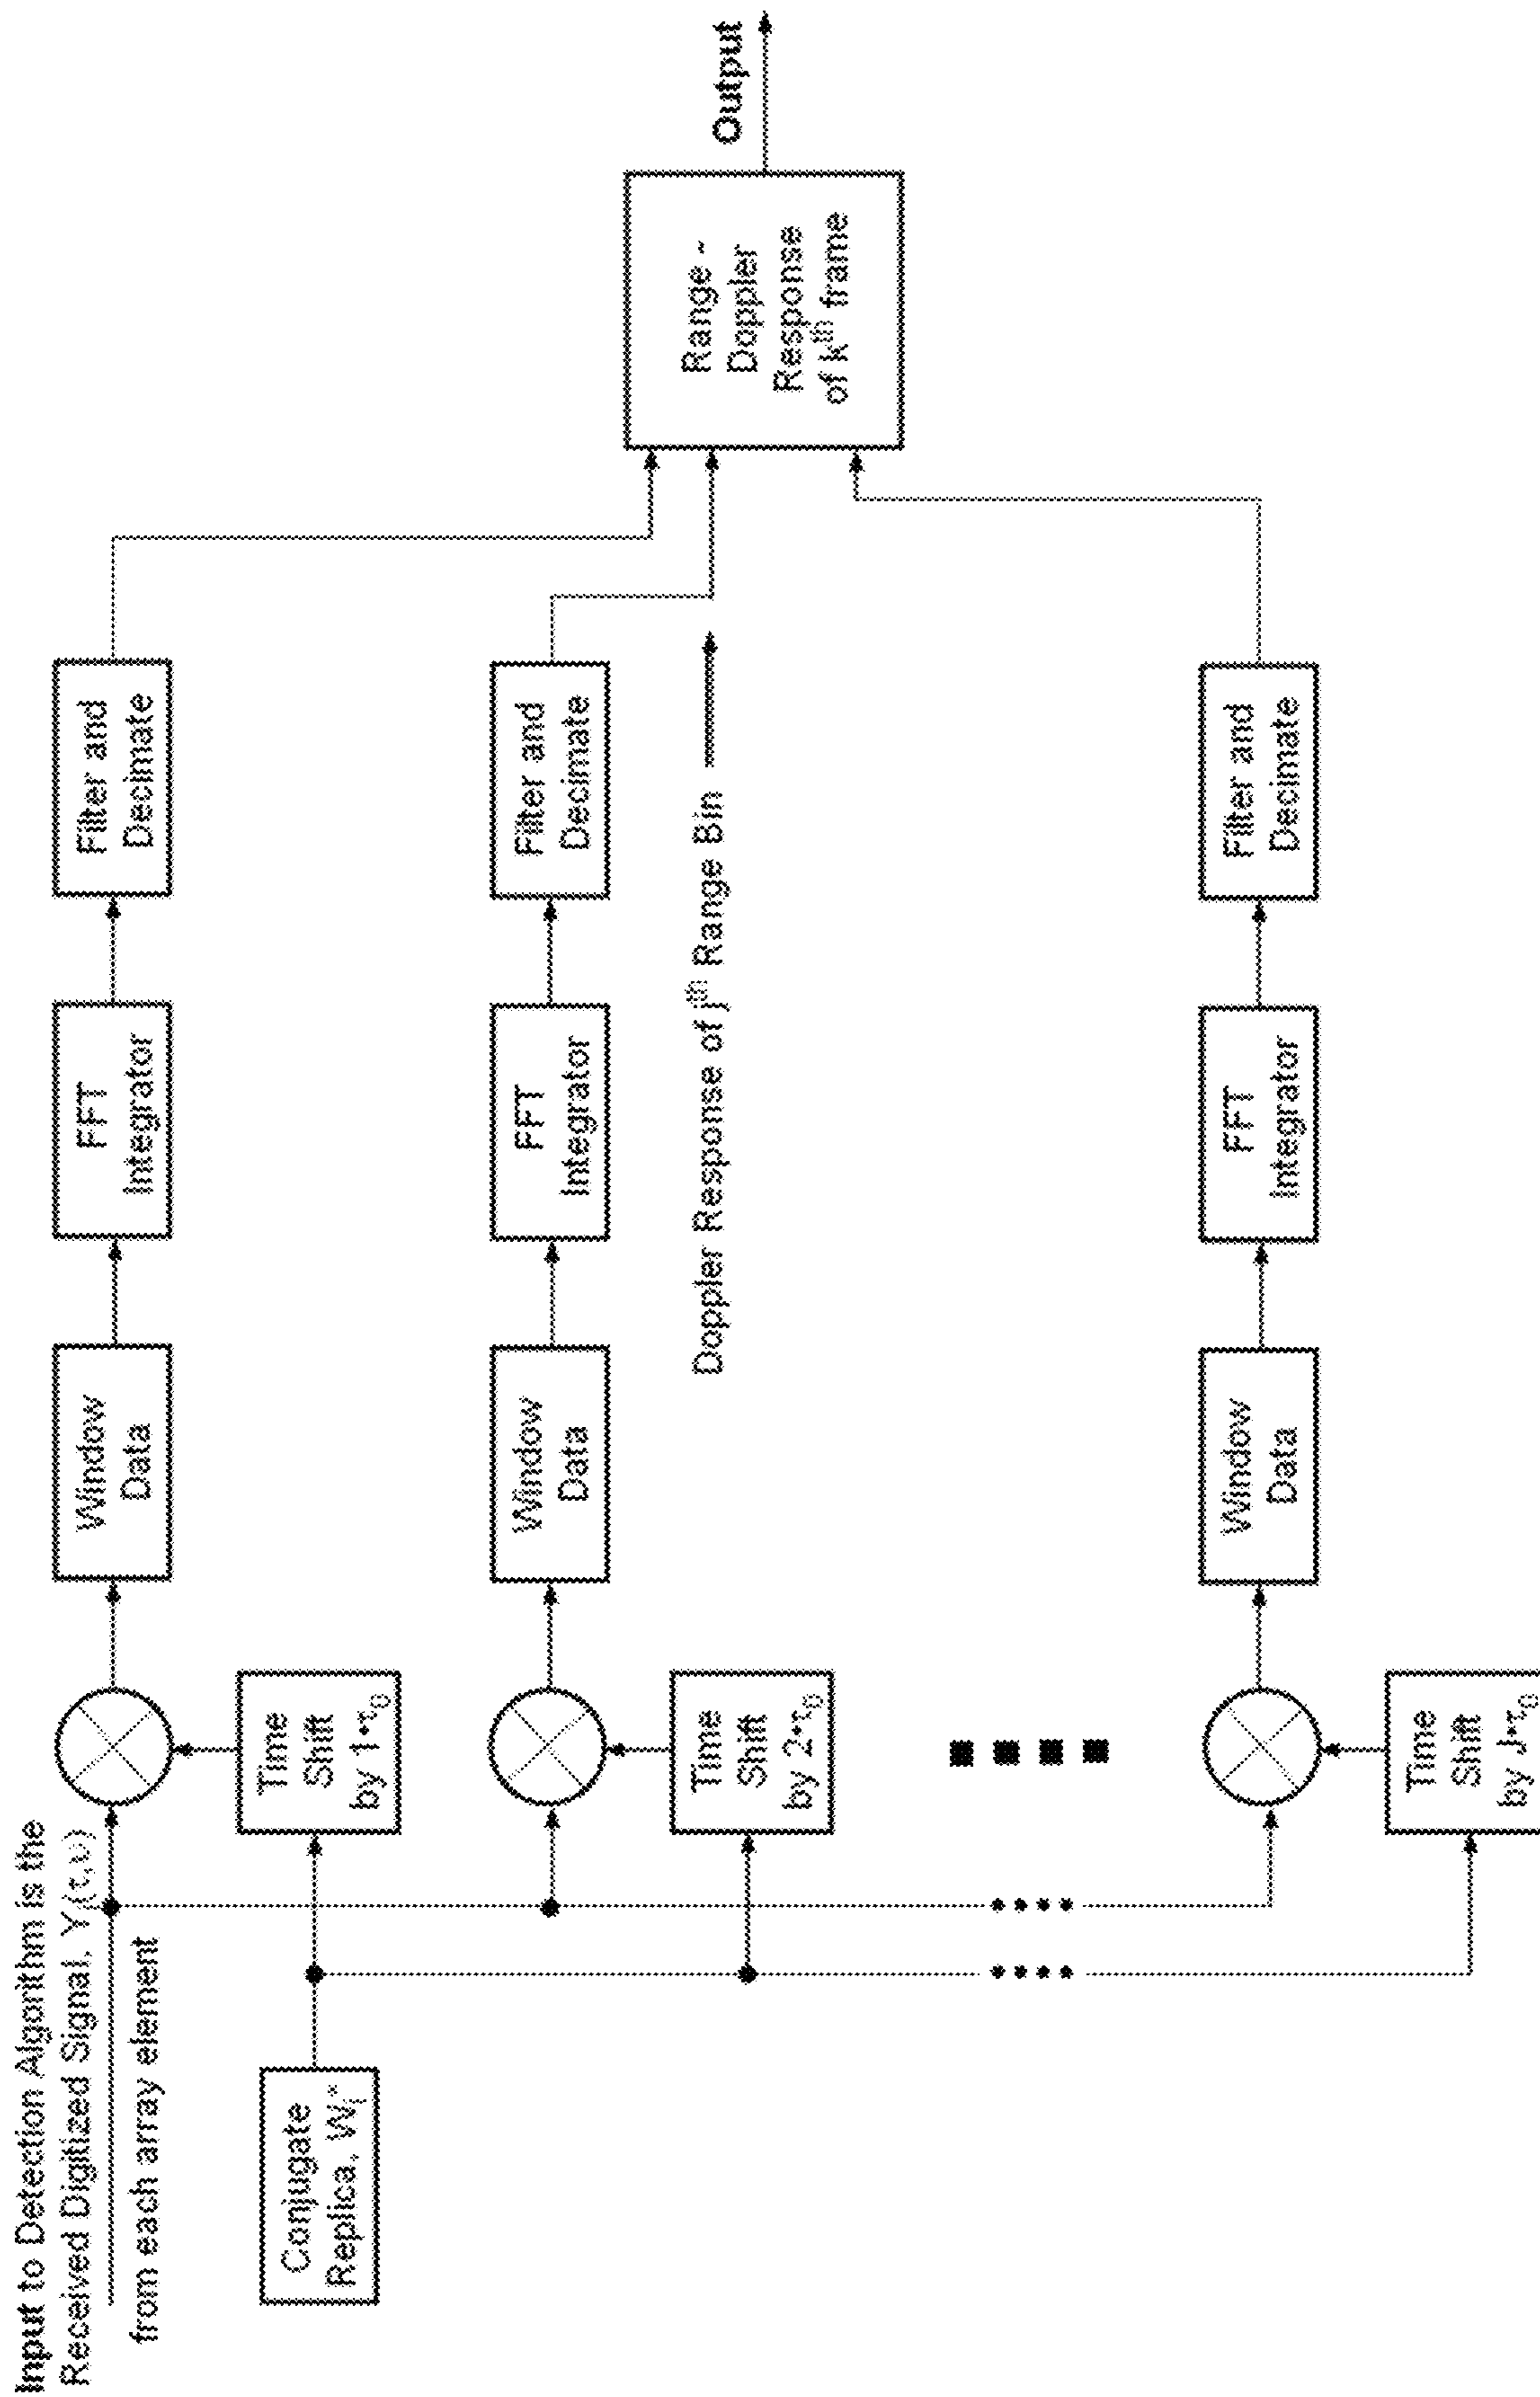 Input to Detection Algorithm is the
Received Digitized Signal, Yⱼ(τ,υ)
from each array element
Conjugate
Replica, Wᵢ*
Time
Shift
by 1•τ₀
Window
Data
FFT
Integrator
Filter and
Decimate
Time
Shift
by 2•τ₀
Window
Data
FFT
Integrator
Filter and
Decimate
Doppler Response of jᵗʰ Range Bin
Time
Shift
by J•τ₀
Window
Data
FFT
Integrator
Filter and
Decimate
Range -
Doppler
Response
of kᵗʰ frame
Output